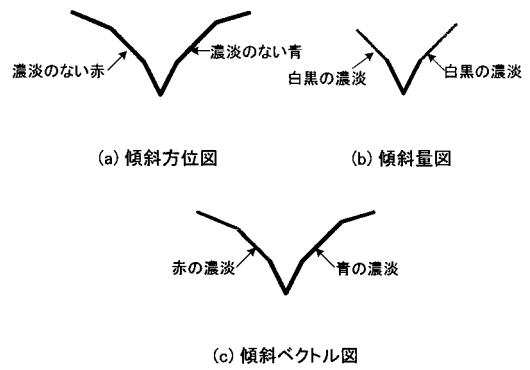 濃淡のない赤
濃淡のない青
(a) 傾斜方位図
白黒の濃淡
白黒の濃淡
(b) 傾斜量図
赤の濃淡
青の濃淡
(c) 傾斜ベクトル図